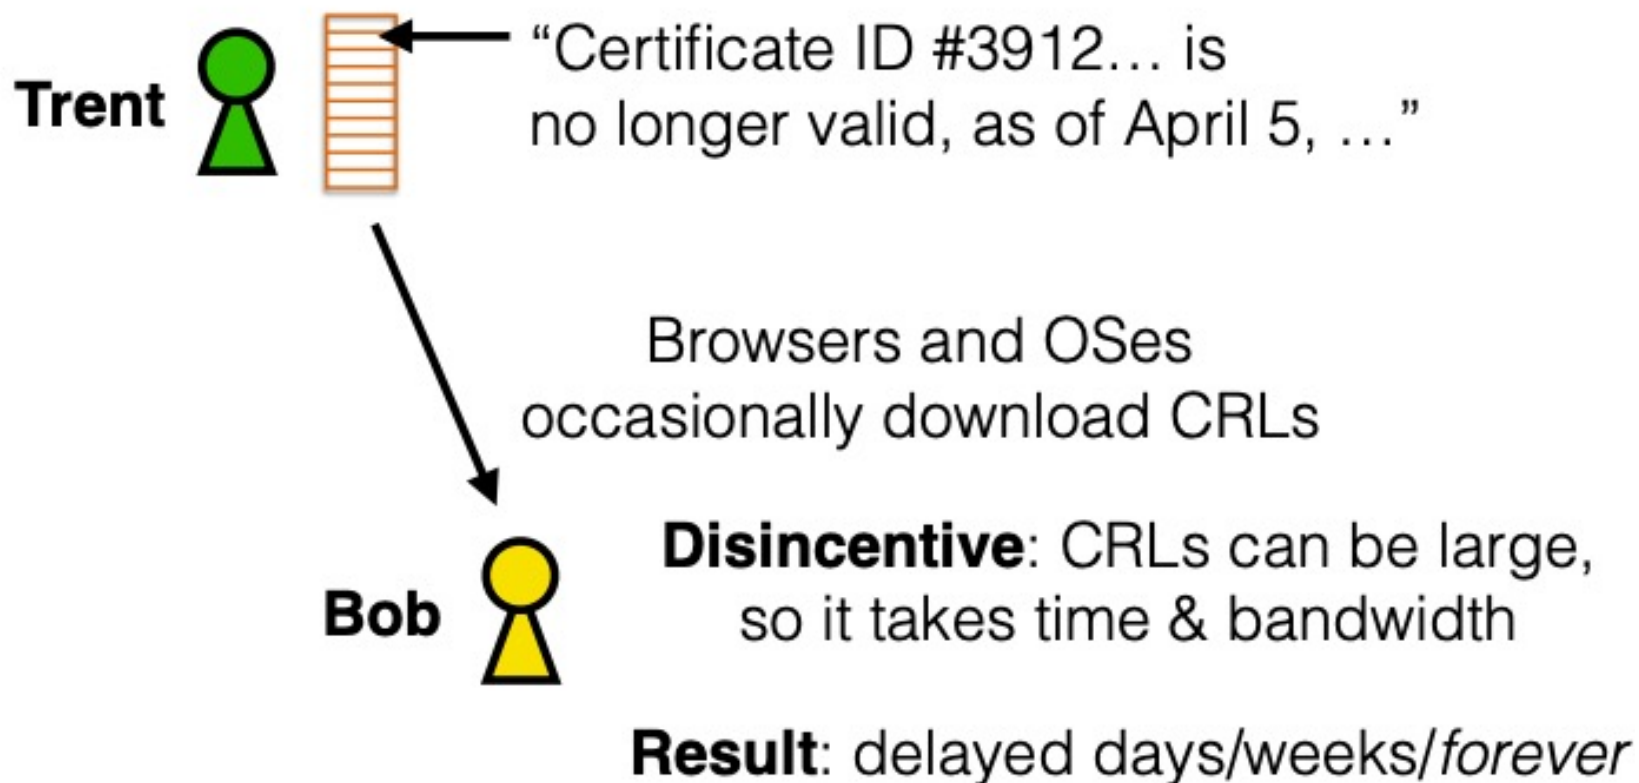 Trent
“Certificate ID #3912… is
no longer valid, as of April 5, …”
Browsers and OSes
occasionally download CRLs
Bob
Disincentive: CRLs can be large,
so it takes time & bandwidth
Result: delayed days/weeks/forever